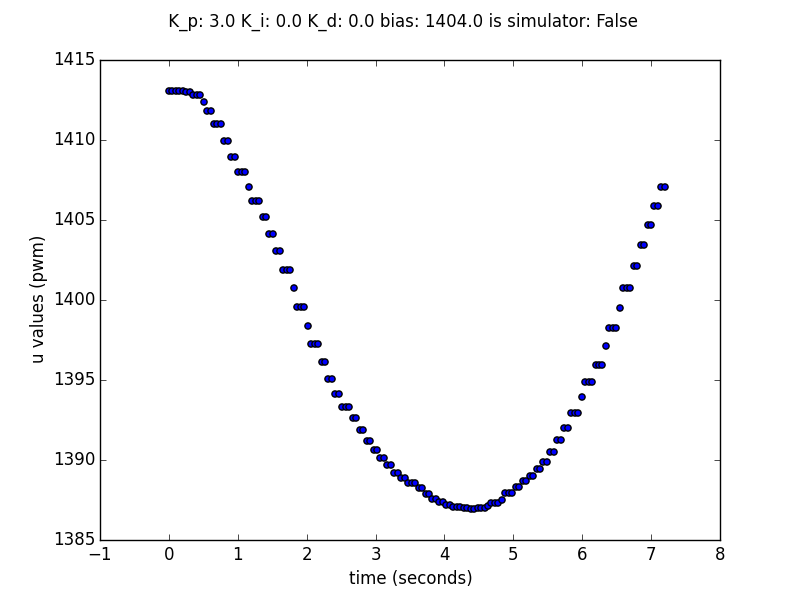 K_p: 3.0 K_i: 0.0 K_d: 0.0 bias: 1404.0 is simulator: False
1415
1410
1405
1400
1395
1390
1385
u values (pwm)
−1 0 1 2 3 4 5 6 7 8
time (seconds)